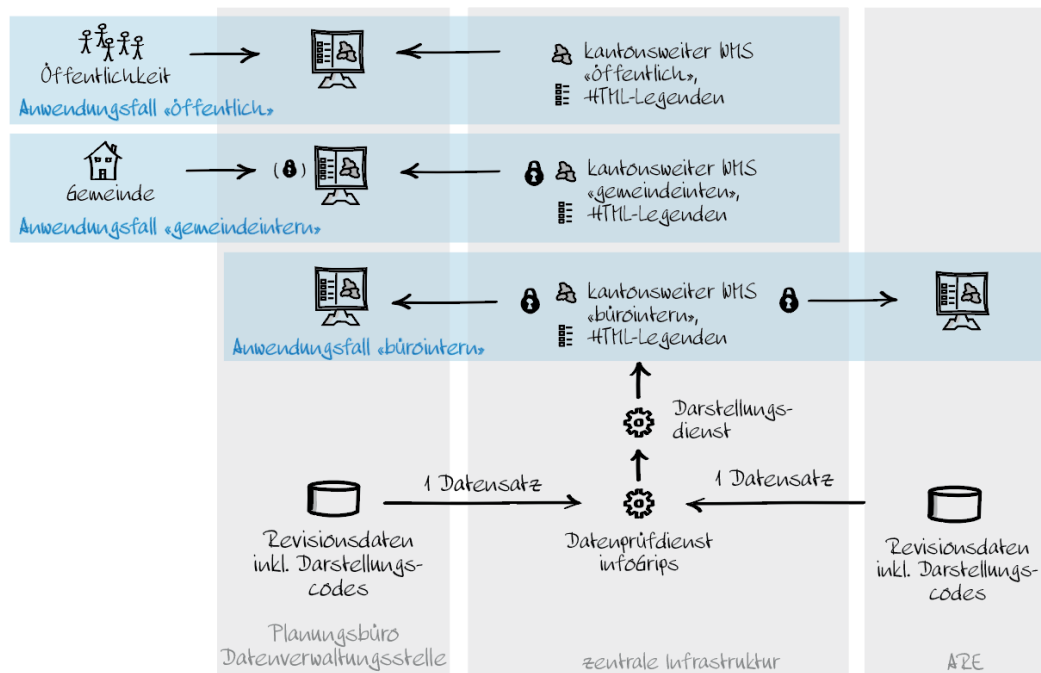 Öffentlichkeit
Anwendungsfall «öffentlich»
kantonsweiter WMS
«öffentlich»,
HTML-Legenden
Gemeinde
Anwendungsfall «gemeindeintern»
( )
kantonsweiter WMS
«gemeindeinten»,
HTML-Legenden
Anwendungsfall «bürointern»
kantonsweiter WMS
«bürointern»,
HTML-Legenden
Darstellungs-
dienst
1 Datensatz
1 Datensatz
Revisionsdaten
inkl. Darstellungs-
codes
Datenprüfdienst
infoGrips
Revisionsdaten
inkl. Darstellungs-
codes
Planungsbüro
Datenverwaltungsstelle
zentrale Infrastruktur
ARE